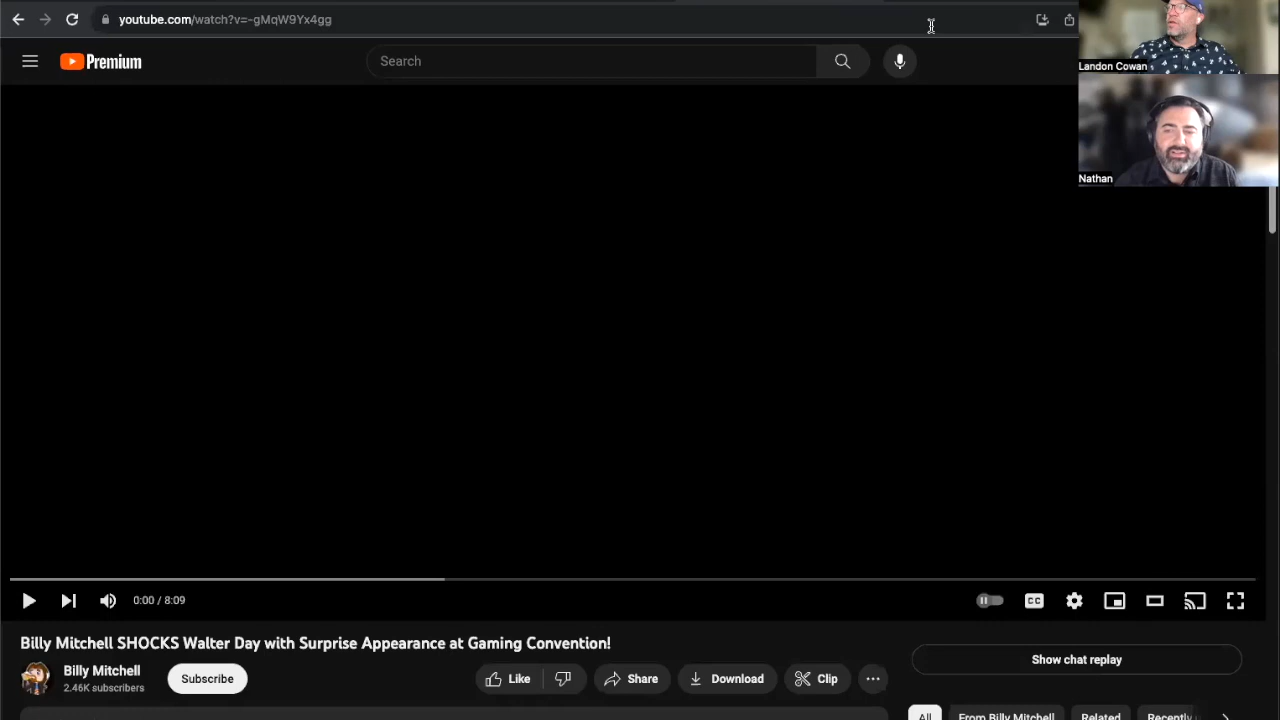 youtube.com/watch?v=-gMqW9Yx4gg
Landon Cowan
Premium
Search
Nathan
0:00 / 8:09
CC
Billy Mitchell SHOCKS Walter Day with Surprise Appearance at Gaming Convention!
Show chat replay
Billy Mitchell
2.46K subscribers
Subscribe
Like
Share
Download
Clip
All
From Billy Mitchell
Related
Recently